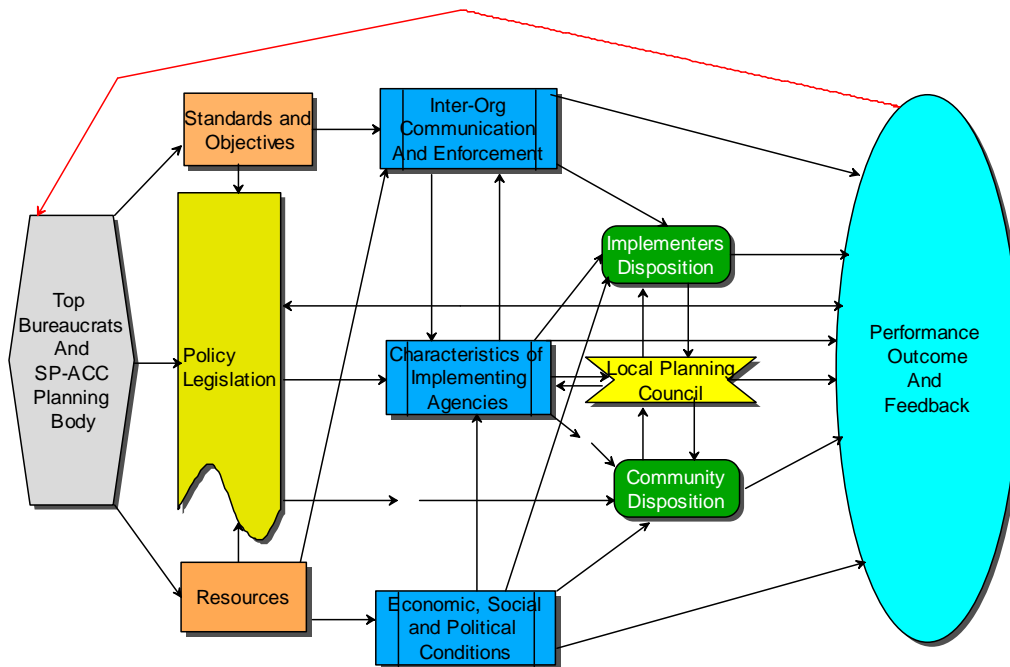 Standards and
Objectives
Inter-Org
Communication
And Enforcement
Implementers
Disposition
Top
Bureaucrats
And
SP-ACC
Planning
Body
Policy
Legislation
Characteristics of
Implementing
Agencies
Local Planning
Council
Performance
Outcome
And
Feedback
Community
Disposition
Resources
Economic, Social
and Political
Conditions